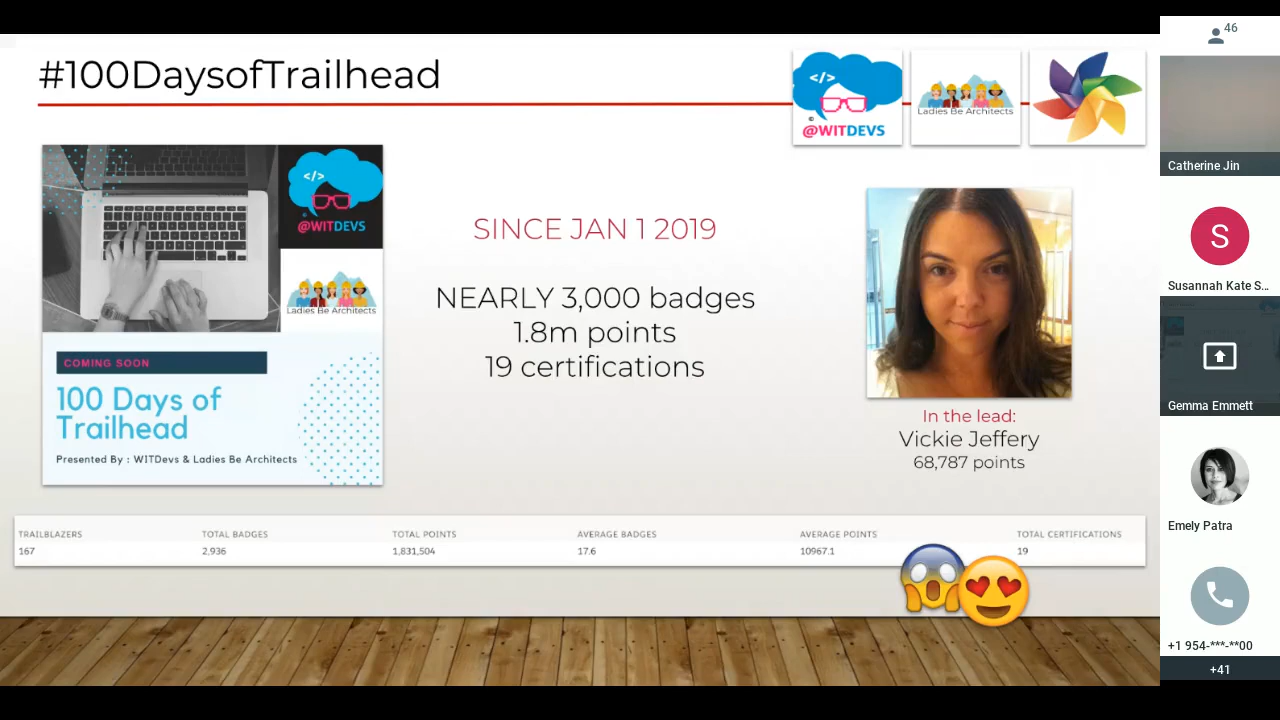 #100DaysofTrailhead
</>
@WITDEVS
Ladies Be Architects
</>
@WITDEVS
Ladies Be Architects
COMING SOON
100 Days of
Trailhead
Presented By : WITDevs & Ladies Be Architects
SINCE JAN 1 2019
NEARLY 3,000 badges
1.8m points
19 certifications
In the lead:
Vickie Jeffery
68,787 points
TRAILBLAZERS TOTAL BADGES TOTAL POINTS AVERAGE BADGES AVERAGE POINTS TOTAL CERTIFICATIONS
167 2,936 1,831,504 17.6 10967.1 19
46
Catherine Jin
S
Susannah Kate S...
Gemma Emmett
Emely Patra
+1 954-***-**00
+41